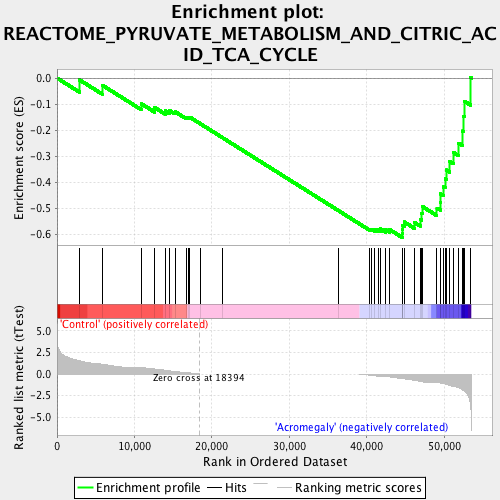 Enrichment plot:
REACTOME_PYRUVATE_METABOLISM_AND_CITRIC_AC
ID_TCA_CYCLE
Enrichment score (ES)
0.0
-0.1
-0.2
-0.3
-0.4
-0.5
-0.6
'Control' (positively correlated)
Ranked list metric (tTest)
5.0
2.5
0.0
-2.5
-5.0
Zero cross at 18394
'Acromegaly' (negatively correlated)
0
10,000
20,000
30,000
40,000
50,000
Rank in Ordered Dataset
Enrichment profile
Hits
Ranking metric scores